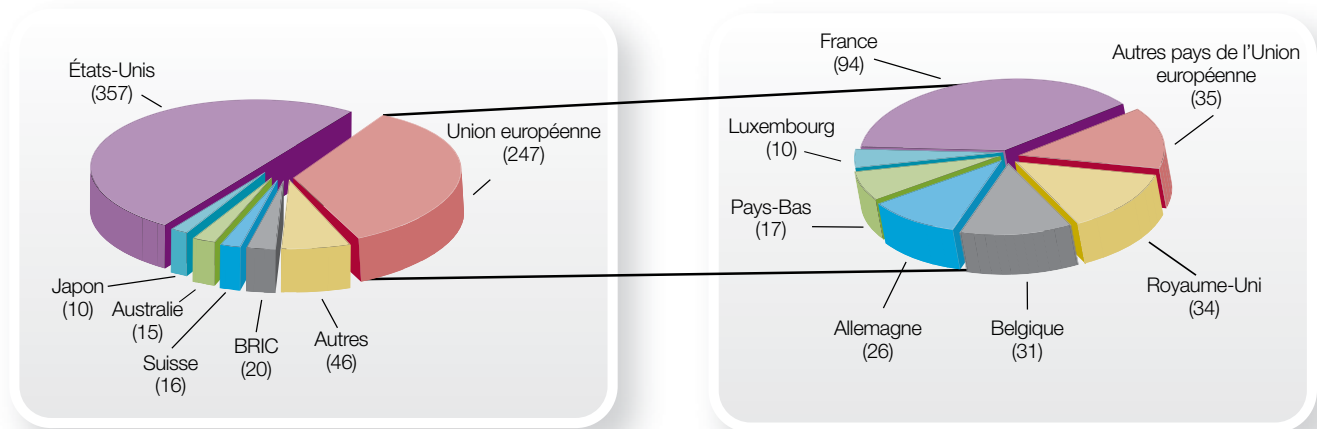 États-Unis
(357)
Union européenne
(247)
Japon
(10)
Australie
(15)
Suisse
(16)
BRIC
(20)
Autres
(46)
France
(94)
Autres pays de l’Union
européenne
(35)
Luxembourg
(10)
Pays-Bas
(17)
Allemagne
(26)
Belgique
(31)
Royaume-Uni
(34)